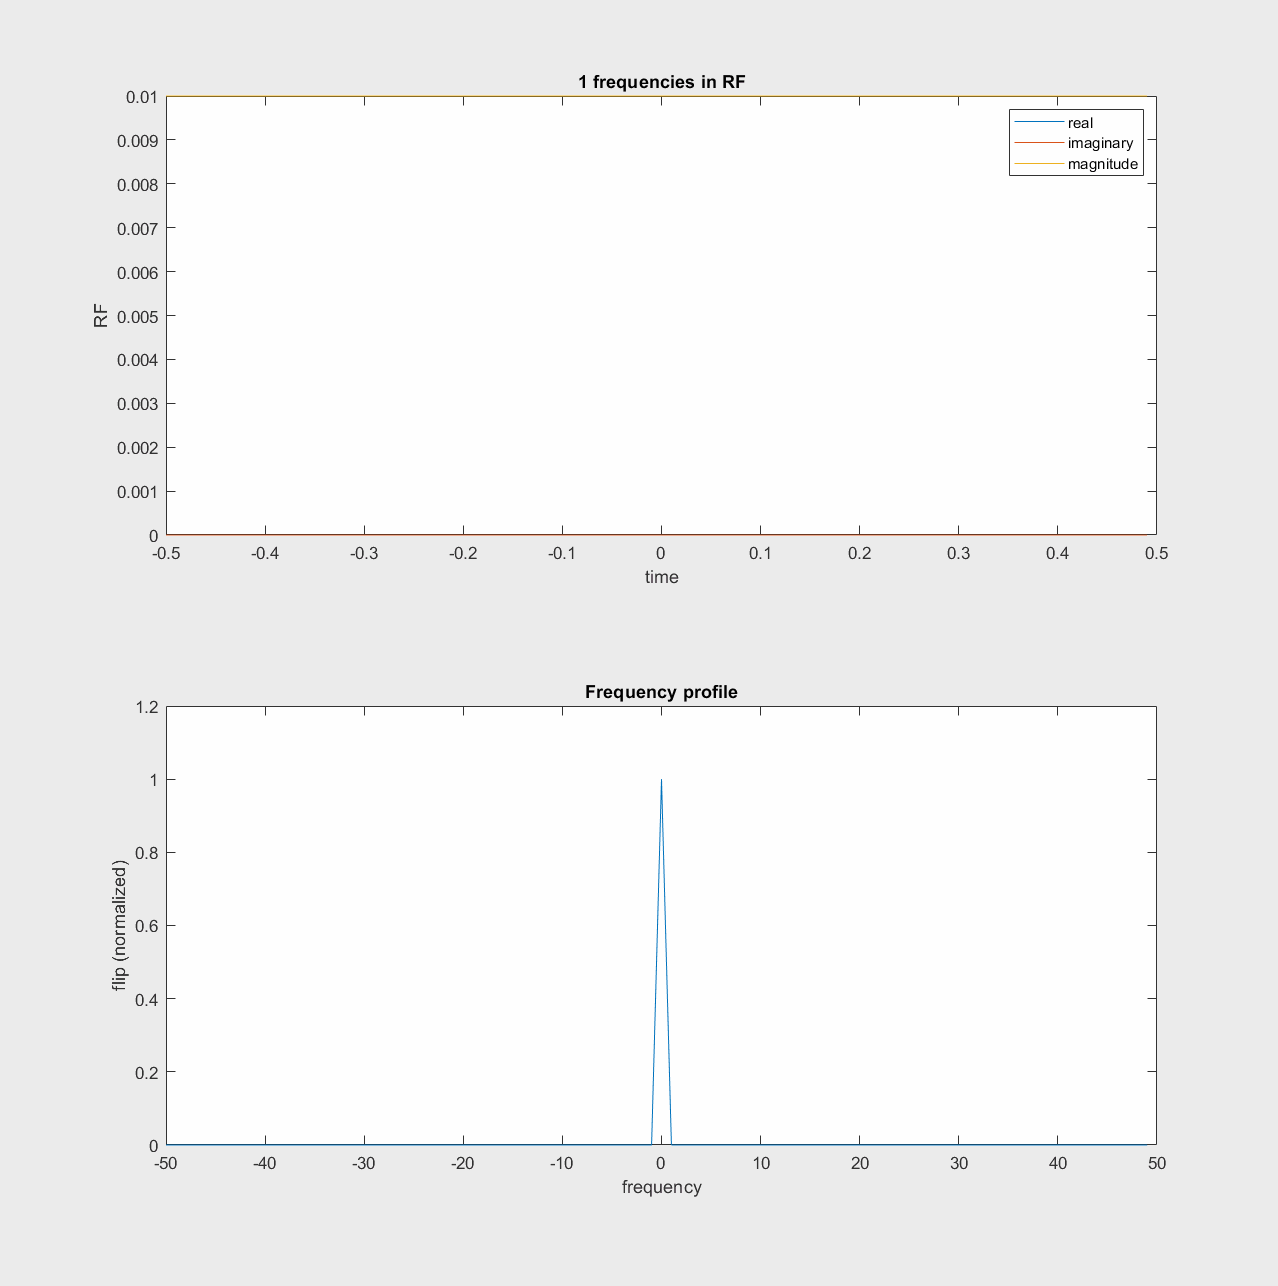 1 frequencies in RF
0.01
0.009
0.008
0.007
0.006
0.005
0.004
0.003
0.002
0.001
0
RF
real
imaginary
magnitude
-0.5 -0.4 -0.3 -0.2 -0.1 0 0.1 0.2 0.3 0.4 0.5
time
Frequency profile
1.2
1
0.8
0.6
0.4
0.2
0
flip (normalized)
-50 -40 -30 -20 -10 0 10 20 30 40 50
frequency